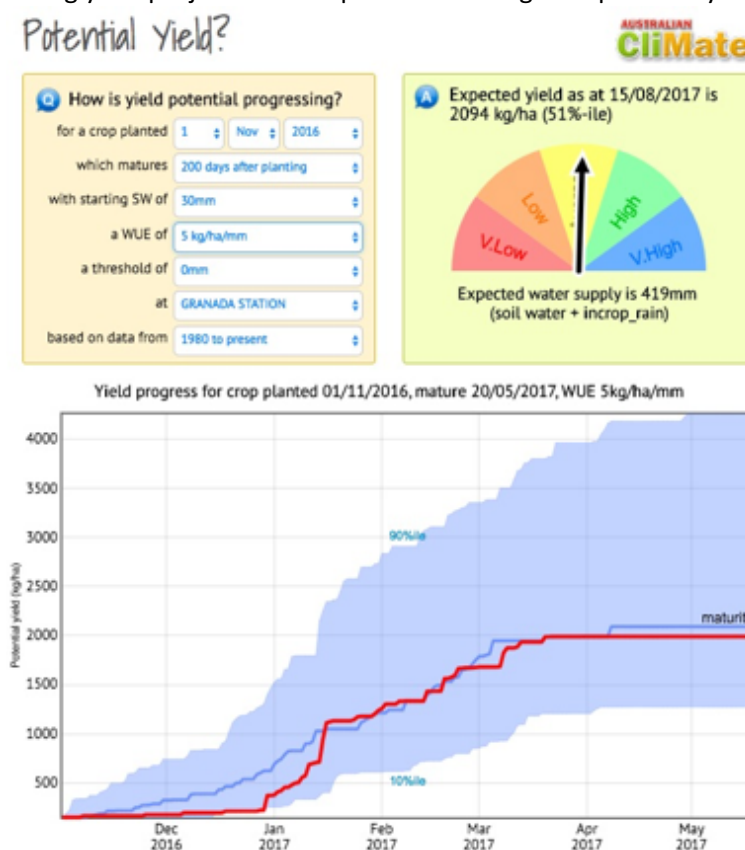 Potential Yield?
AUSTRALIAN
CliMate
Q How is yield potential progressing?
for a crop planted 1 Nov 2016
which matures 200 days after planting
with starting SW of 30mm
a WUE of 5 kg/ha/mm
a threshold of 0mm
at GRANADA STATION
based on data from 1980 to present
A Expected yield as at 15/08/2017 is
2094 kg/ha (51%-ile)
V.Low
Low
High
V.High
Expected water supply is 419mm
(soil water + incrop_rain)
Yield progress for crop planted 01/11/2016, mature 20/05/2017, WUE 5kg/ha/mm
Potential yield (kg/ha)
4000
3500
3000
2500
2000
1500
1000
500
90%ile
10%ile
maturit
Dec 2016
Jan 2017
Feb 2017
Mar 2017
Apr 2017
May 2017